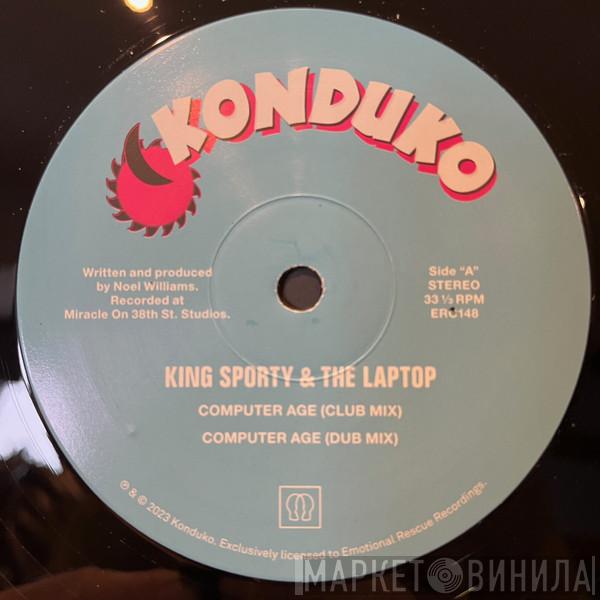 KONDUKO
Written and produced
by Noel Williams.
Recorded at
Miracle On 38th St. Studios.
Side "A"
STEREO
33 ⅓ RPM
ERC148
KING SPORTY & THE LAPTOP
COMPUTER AGE (CLUB MIX)
COMPUTER AGE (DUB MIX)
℗ & © 2023 Konduko. Exclusively licensed to Emotional Rescue Recordings.
МАРКЕТ ВИНИЛА